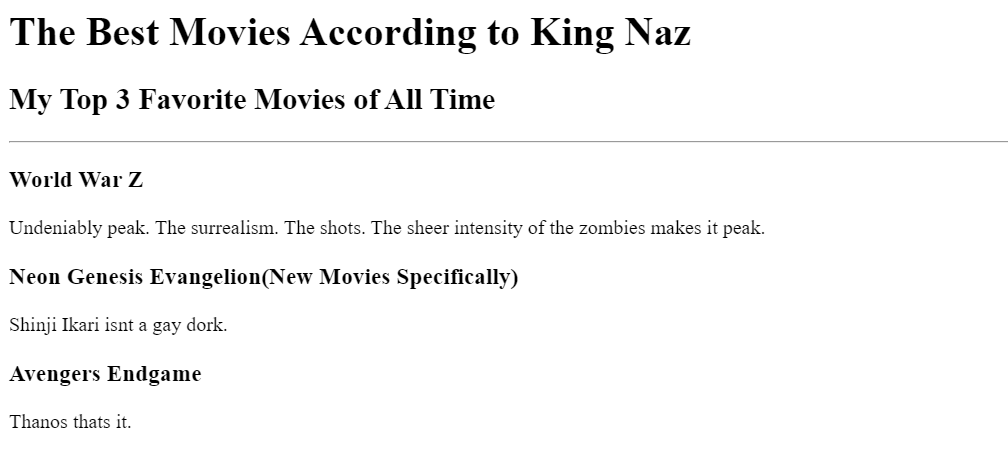 The Best Movies According to King Naz
My Top 3 Favorite Movies of All Time
World War Z
Undeniably peak. The surrealism. The shots. The sheer intensity of the zombies makes it peak.
Neon Genesis Evangelion(New Movies Specifically)
Shinji Ikari isnt a gay dork.
Avengers Endgame
Thanos thats it.